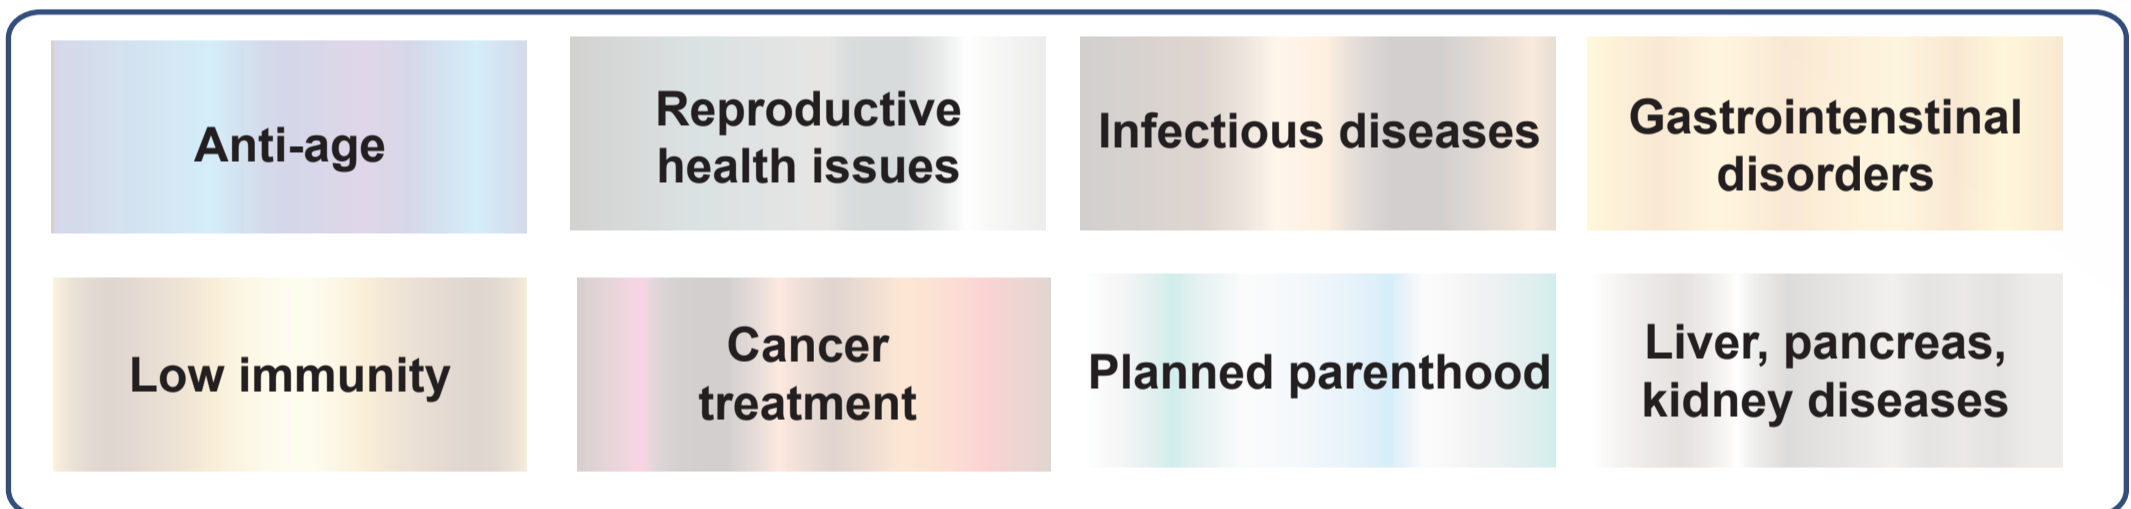 Anti-age
Reproductive
health issues
Infectious diseases
Gastrointenstinal
disorders
Low immunity
Cancer
treatment
Planned parenthood
Liver, pancreas,
kidney diseases